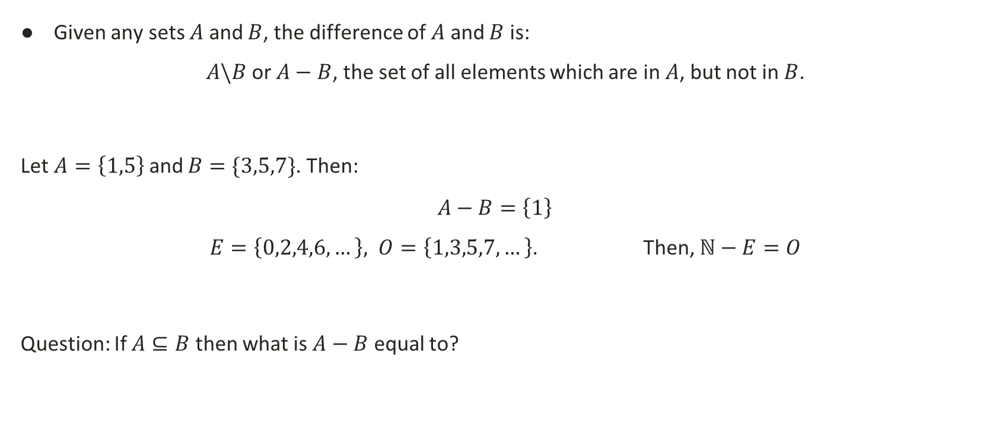 ● Given any sets A and B, the difference of A and B is:
A\B or A − B, the set of all elements which are in A, but not in B.
Let A = {1,5} and B = {3,5,7}. Then:
A − B = {1}
E = {0,2,4,6, … }, O = {1,3,5,7, … }. Then, ℕ − E = O
Question: If A ⊆ B then what is A − B equal to?